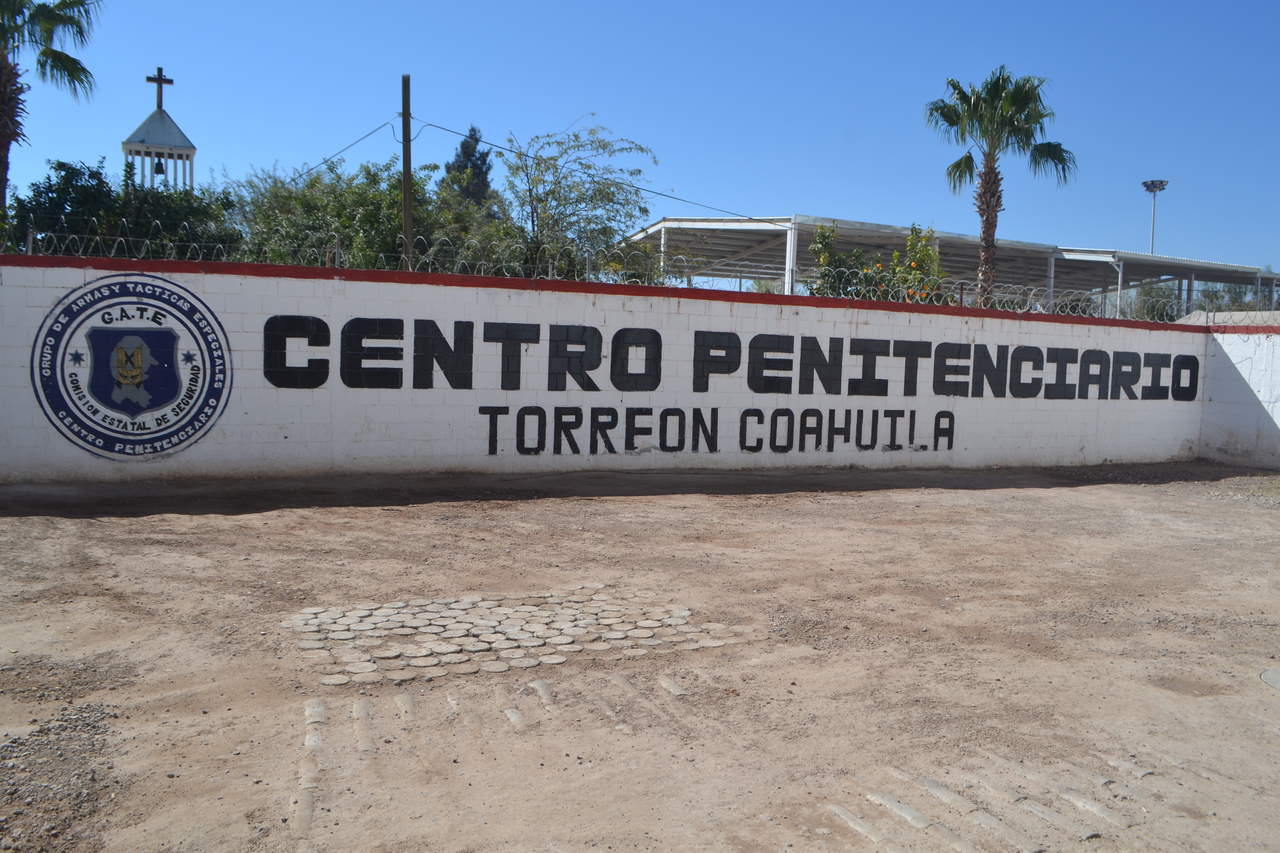 GRUPO DE ARMAS Y TACTICAS ESPECIALES
G.A.T.E
COMISION ESTATAL DE SEGURIDAD
CENTRO PENITENCIARIO
CENTRO PENITENCIARIO
TORREON COAHUILA